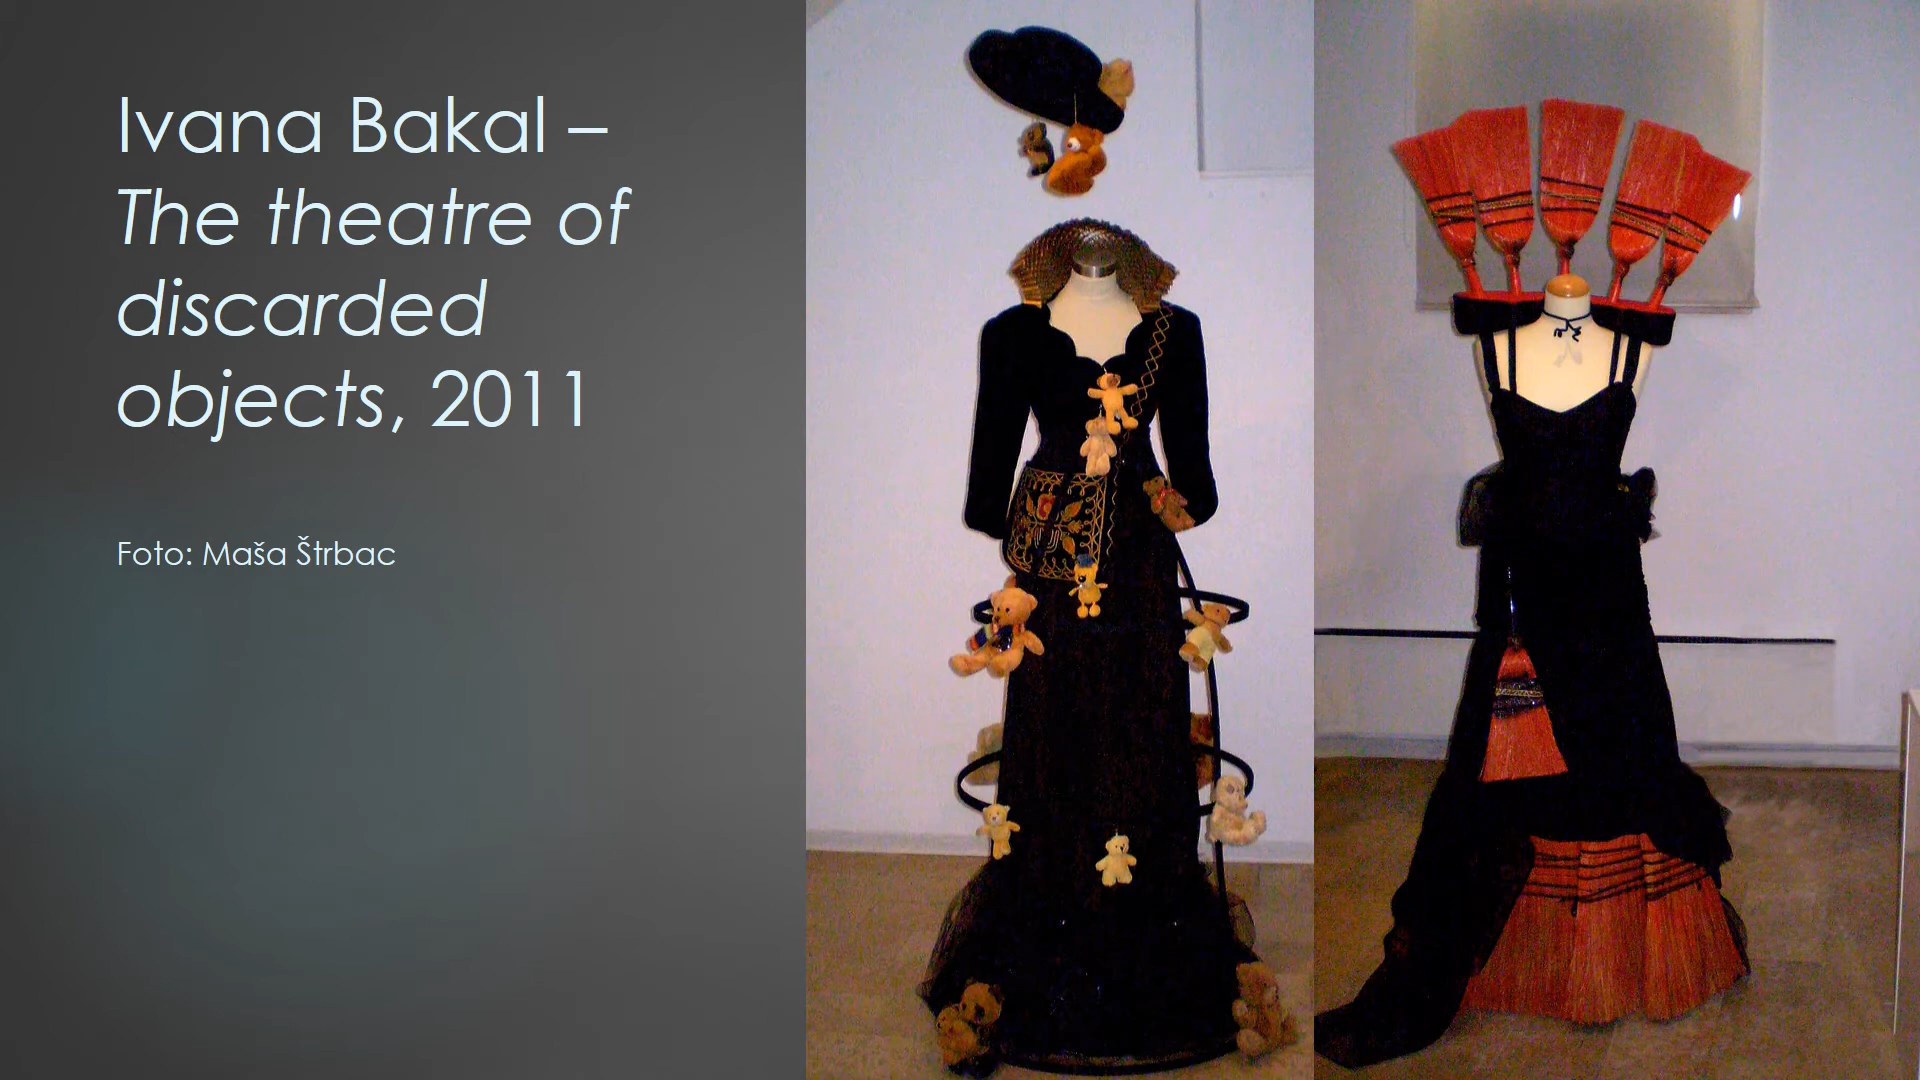 Ivana Bakal –
The theatre of
discarded
objects, 2011
Foto: Maša Štrbac